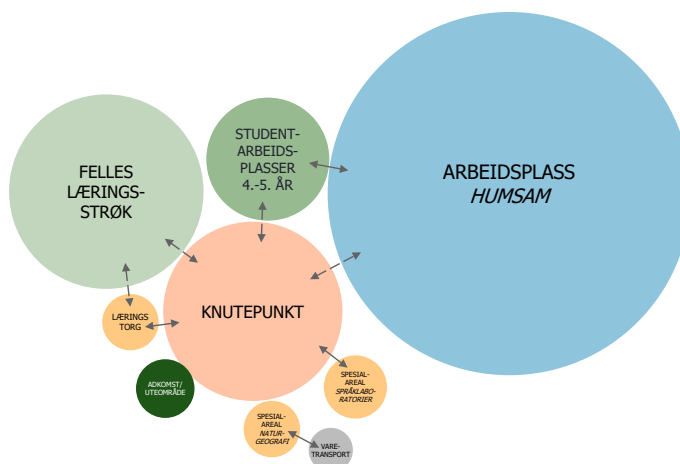 FELLES
LÆRINGS-
STRØK
STUDENT-
ARBEIDS-
PLASSER
4.-5. ÅR
ARBEIDSPLASS
HUMSAM
KNUTEPUNKT
LÆRINGS
TORG
ADKOMST/
UTEOMRÅDE
SPESIAL-
AREAL
SPRÅKLABO-
RATORIER
SPESIAL-
AREAL
NATUR-
GEOGRAFI
VARE-
TRANSPORT